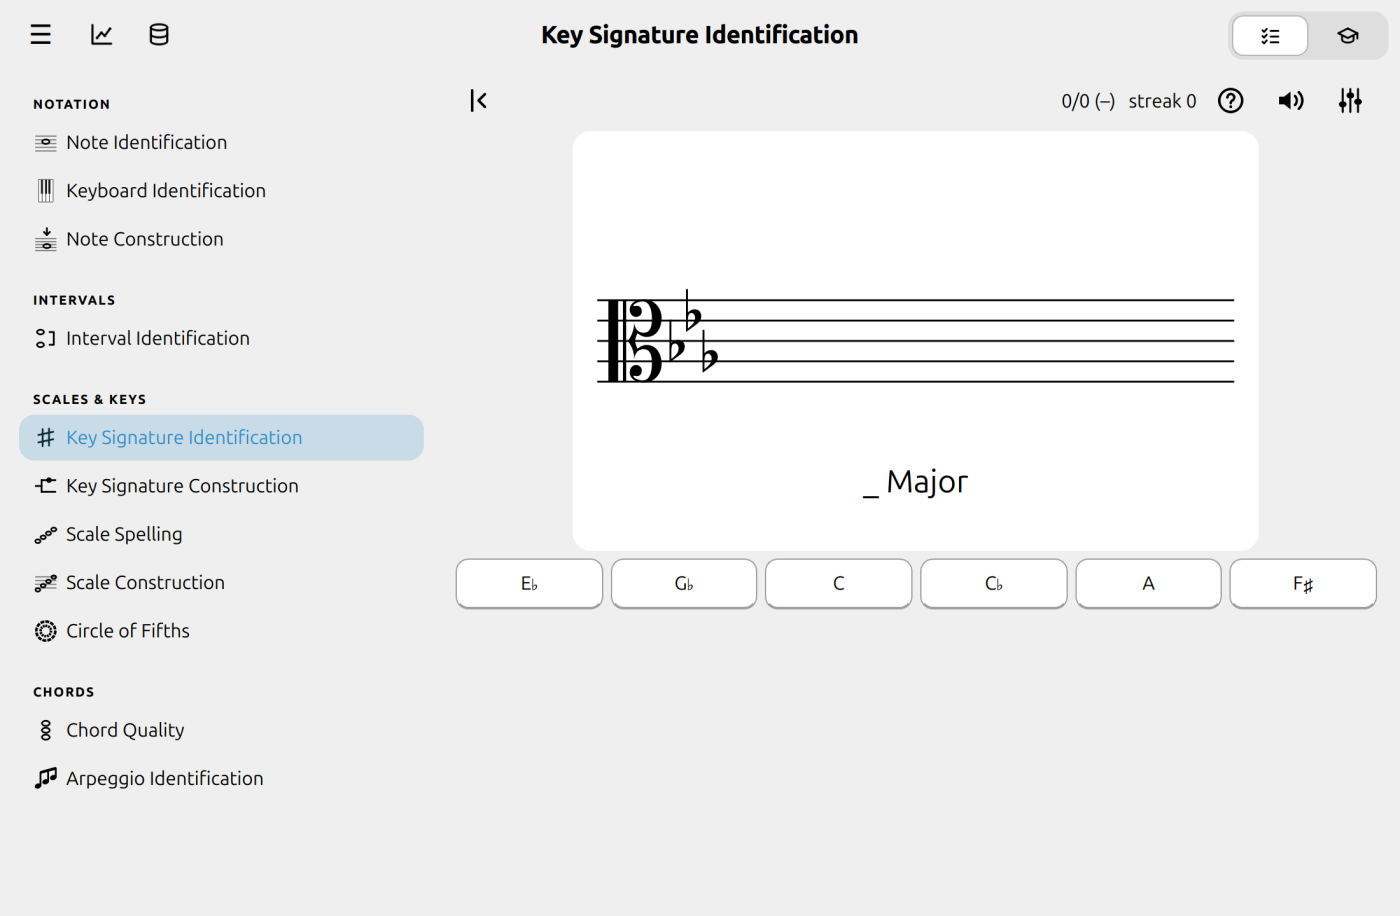 Key Signature Identification
NOTATION
Note Identification
Keyboard Identification
Note Construction
INTERVALS
Interval Identification
SCALES & KEYS
Key Signature Identification
Key Signature Construction
Scale Spelling
Scale Construction
Circle of Fifths
CHORDS
Chord Quality
Arpeggio Identification
0/0 (–) streak 0
_ Major
E♭ G♭ C C♭ A F♯